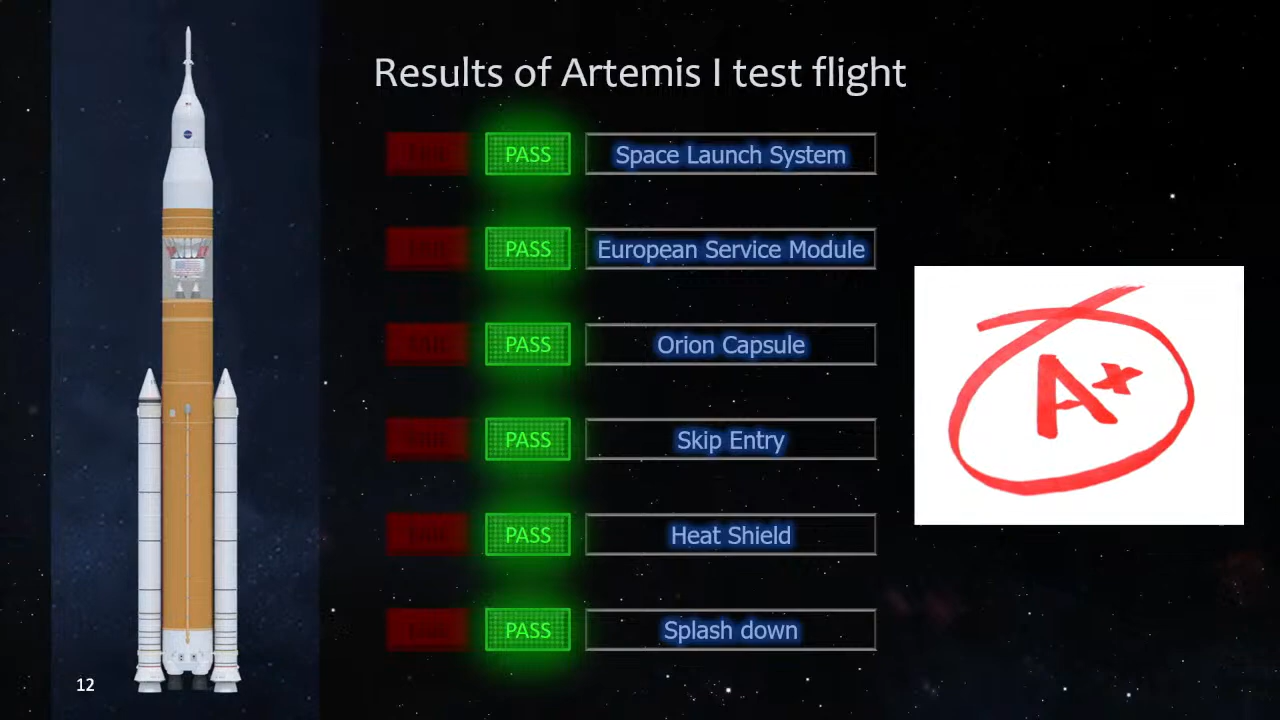 Results of Artemis I test flight
PASS Space Launch System
PASS European Service Module
PASS Orion Capsule
PASS Skip Entry
PASS Heat Shield
PASS Splash down
A+
12